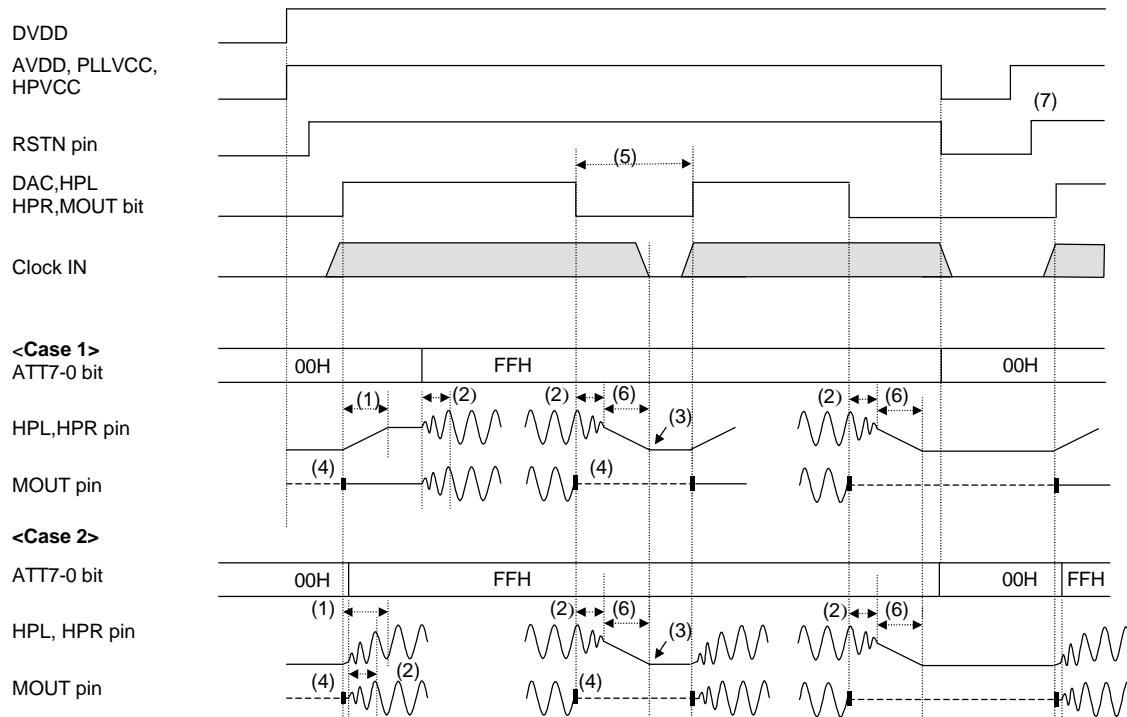 DVDD
AVDD, PLLVCC,
HPVCC
(7)
RSTN pin
(5)
DAC,HPL
HPR,MOUT bit
Clock IN
<Case 1>
ATT7-0 bit
00H FFH 00H
(1) (2) (2) (6) (3) (2) (6)
HPL,HPR pin
(4) (4)
MOUT pin
<Case 2>
ATT7-0 bit
00H FFH 00H FFH
(1) (2) (6) (3) (2) (6)
HPL, HPR pin
(4) (2) (4)
MOUT pin